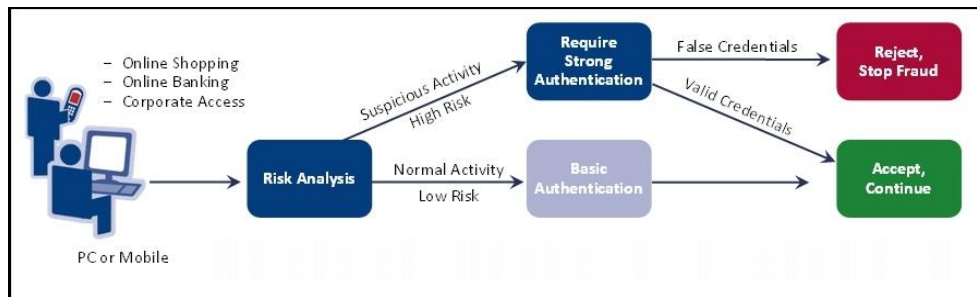 – Online Shopping
– Online Banking
– Corporate Access
PC or Mobile
Risk Analysis
Suspicious Activity
High Risk
Normal Activity
Low Risk
Require
Strong
Authentication
Basic
Authentication
False Credentials
Valid Credentials
Reject,
Stop Fraud
Accept,
Continue